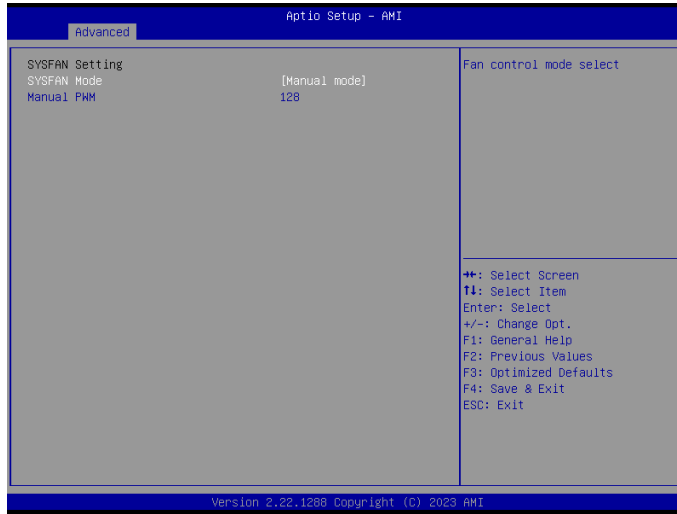 Aptio Setup - AMI
Advanced
SYSFAN Setting
SYSFAN Mode [Manual mode]
Manual PWM 128
Fan control mode select
→←: Select Screen
↑↓: Select Item
Enter: Select
+/-: Change Opt.
F1: General Help
F2: Previous Values
F3: Optimized Defaults
F4: Save & Exit
ESC: Exit
Version 2.22.1288 Copyright (C) 2023 AMI